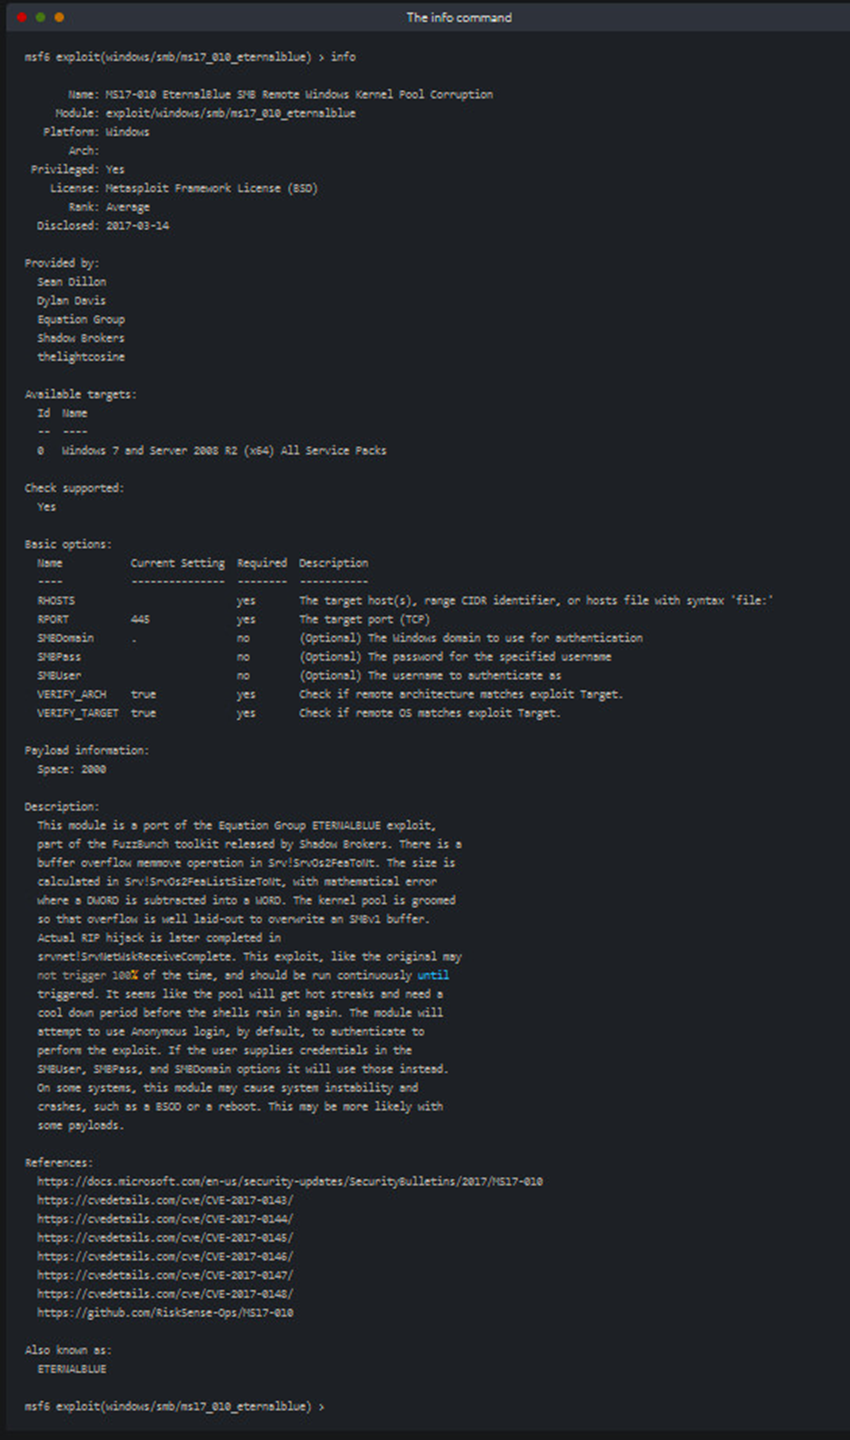 The info command
msf6 exploit(windows/smb/ms17_010_eternalblue) > info
Name: MS17-010 EternalBlue SMB Remote Windows Kernel Pool Corruption
Module: exploit/windows/smb/ms17_010_eternalblue
Platform: Windows
Arch:
Privileged: Yes
License: Metasploit Framework License (BSD)
Rank: Average
Disclosed: 2017-03-14
Provided by:
Sean Dillon
Dylan Davis
Equation Group
Shadow Brokers
thelightcosine
Available targets:
Id  Name
--  ----
0   Windows 7 and Server 2008 R2 (x64) All Service Packs
Check supported:
Yes
Basic options:
Name           Current Setting  Required  Description
----           ---------------  --------  -----------
RHOSTS                          yes       The target host(s), range CIDR identifier, or hosts file with syntax 'file:'
RPORT          445              yes       The target port (TCP)
SMBDomain      .                no        (Optional) The Windows domain to use for authentication
SMBPass                         no        (Optional) The password for the specified username
SMBUser                         no        (Optional) The username to authenticate as
VERIFY_ARCH    true             yes       Check if remote architecture matches exploit Target.
VERIFY_TARGET  true             yes       Check if remote OS matches exploit Target.
Payload information:
Space: 2000
Description:
This module is a port of the Equation Group ETERNALBLUE exploit,
part of the FuzzBunch toolkit released by Shadow Brokers. There is a
buffer overflow memmove operation in Srv!SrvOs2FeaToNt. The size is
calculated in Srv!SrvOs2FeaListSizeToNt, with mathematical error
where a DWORD is subtracted into a WORD. The kernel pool is groomed
so that overflow is well laid-out to overwrite an SMBv1 buffer.
Actual RIP hijack is later completed in
srvnet!SrvNetWskReceiveComplete. This exploit, like the original may
not trigger 100% of the time, and should be run continuously until
triggered. It seems like the pool will get hot streaks and need a
cool down period before the shells rain in again. The module will
attempt to use Anonymous login, by default, to authenticate to
perform the exploit. If the user supplies credentials in the
SMBUser, SMBPass, and SMBDomain options it will use those instead.
On some systems, this module may cause system instability and
crashes, such as a BSOD or a reboot. This may be more likely with
some payloads.
References:
https://docs.microsoft.com/en-us/security-updates/SecurityBulletins/2017/MS17-010
https://cvedetails.com/cve/CVE-2017-0143/
https://cvedetails.com/cve/CVE-2017-0144/
https://cvedetails.com/cve/CVE-2017-0145/
https://cvedetails.com/cve/CVE-2017-0146/
https://cvedetails.com/cve/CVE-2017-0147/
https://cvedetails.com/cve/CVE-2017-0148/
https://github.com/RiskSense-Ops/MS17-010
Also known as:
ETERNALBLUE
msf6 exploit(windows/smb/ms17_010_eternalblue) >